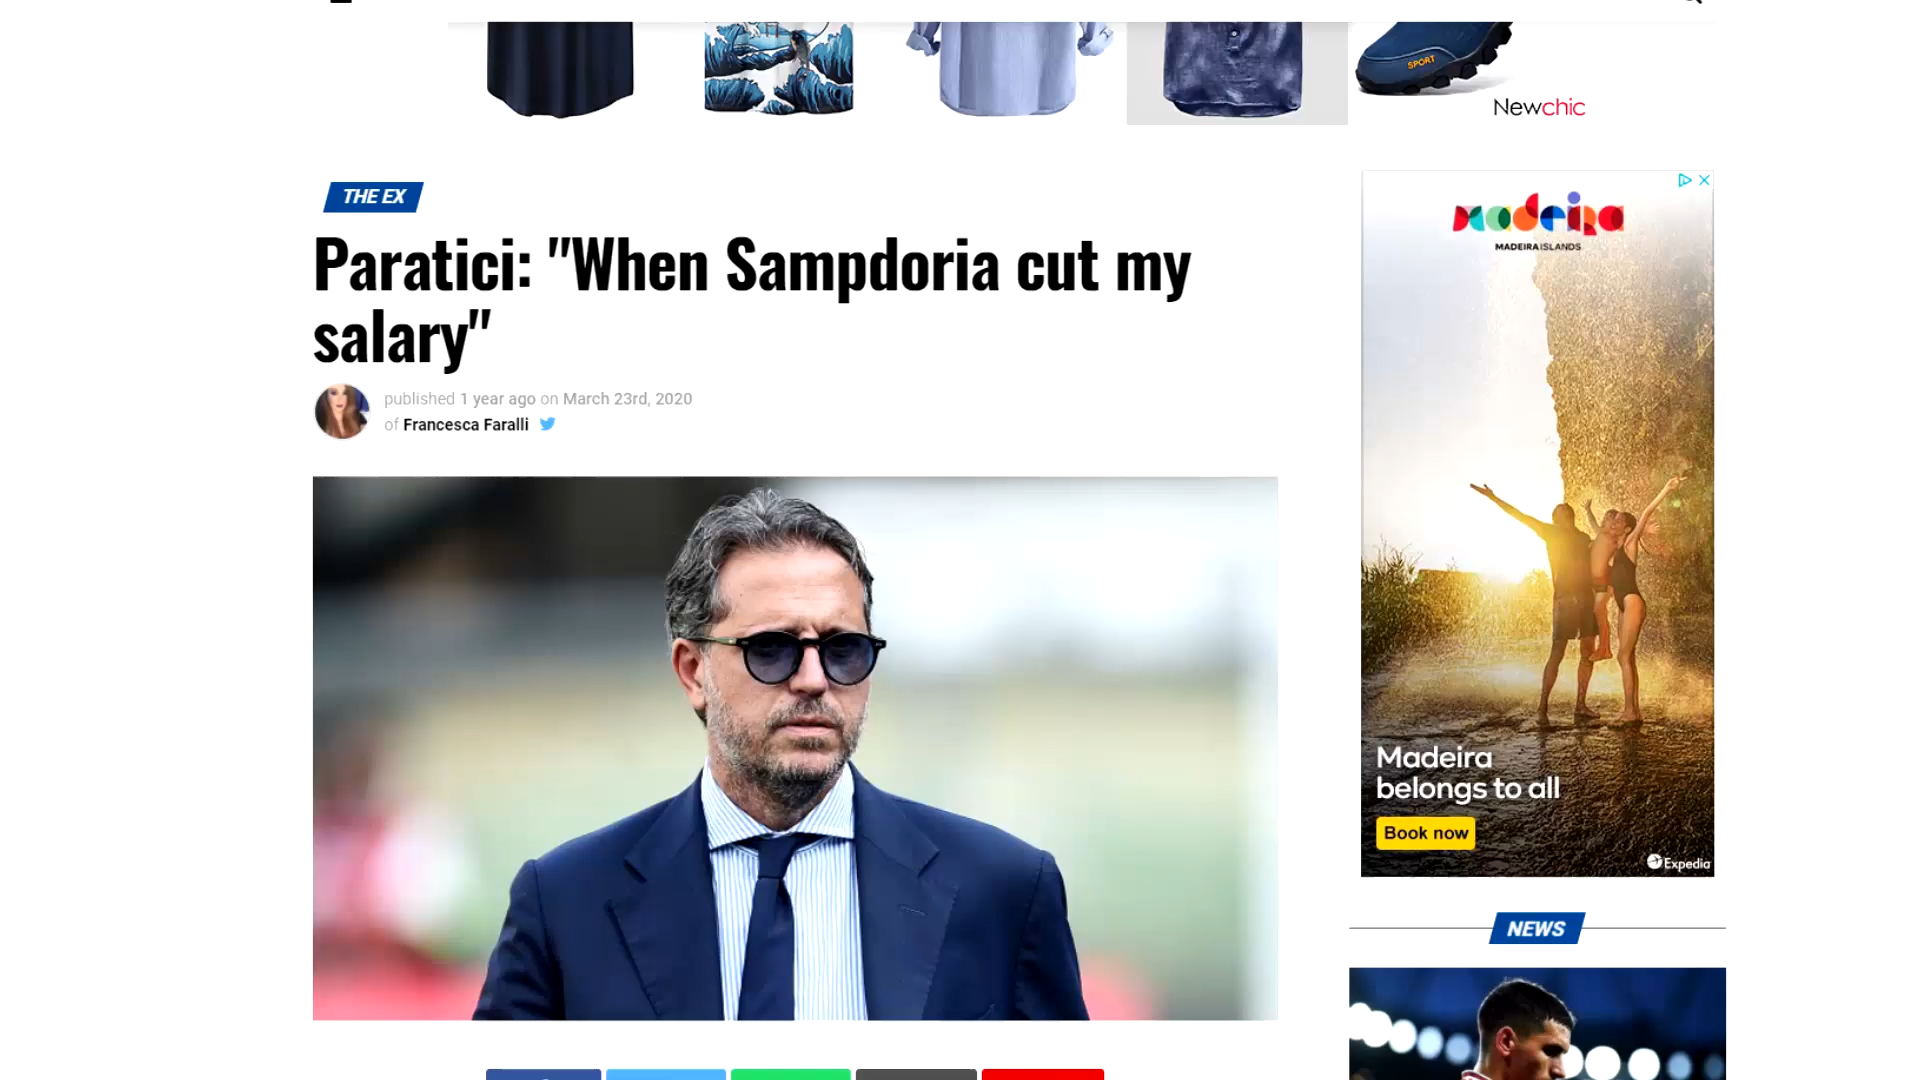 SPORT
Newchic
THE EX
Paratici: "When Sampdoria cut my
salary"
published 1 year ago on March 23rd, 2020
of Francesca Faralli
madeira
MADEIRA ISLANDS
Madeira
belongs to all
Book now
Expedia
NEWS